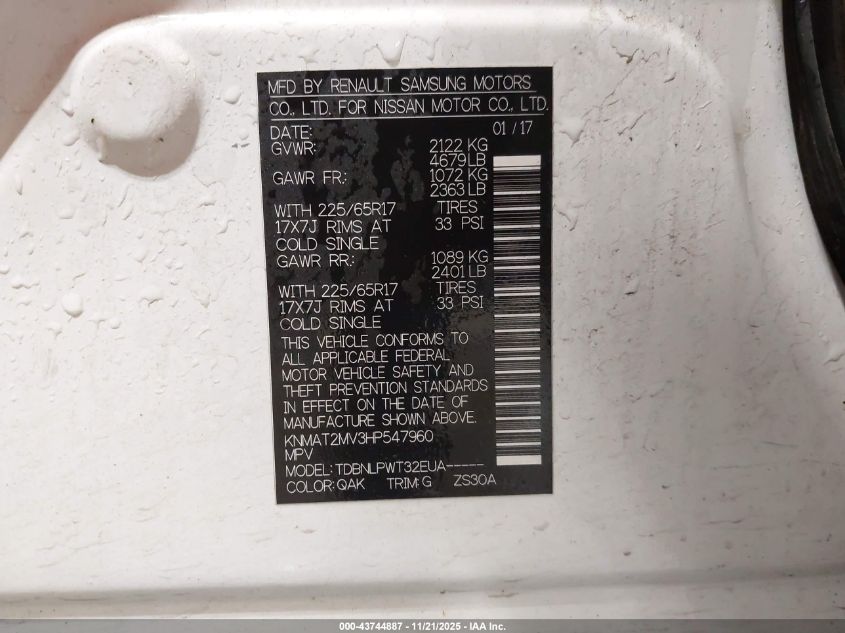 MFD BY RENAULT SAMSUNG MOTORS
CO., LTD. FOR NISSAN MOTOR CO., LTD.
DATE: 01 / 17
GVWR: 2122 KG
4679 LB
GAWR FR.: 1072 KG
2363 LB
WITH 225/65R17 TIRES
17X7J RIMS AT 33 PSI
COLD SINGLE
GAWR RR.: 1089 KG
2401 LB
WITH 225/65R17 TIRES
17X7J RIMS AT 33 PSI
COLD SINGLE
THIS VEHICLE CONFORMS TO
ALL APPLICABLE FEDERAL
MOTOR VEHICLE SAFETY AND
THEFT PREVENTION STANDARDS
IN EFFECT ON THE DATE OF
MANUFACTURE SHOWN ABOVE.
KNMAT2MV3HP547960
MPV
MODEL: TDBNLPWT32EUA-----
COLOR: QAK TRIM: G ZS30A
000-43744887 - 11/21/2025 - IAA Inc.